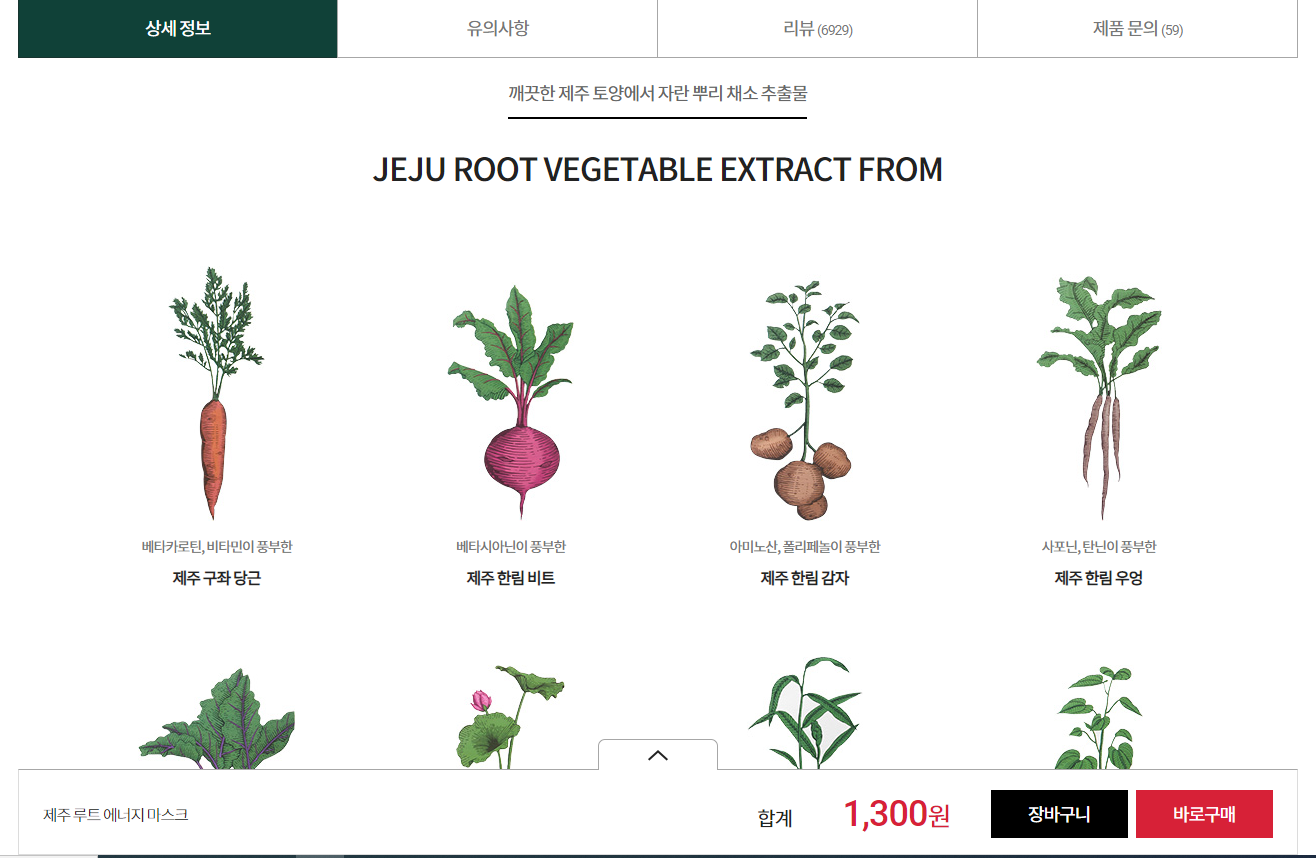 상세 정보
유의사항
리뷰 (6929)
제품 문의 (59)
깨끗한 제주 토양에서 자란 뿌리 채소 추출물
JEJU ROOT VEGETABLE EXTRACT FROM
베타카로틴, 비타민이 풍부한
제주 구좌 당근
베타시아닌이 풍부한
제주 한림 비트
아미노산, 폴리페놀이 풍부한
제주 한림 감자
사포닌, 탄닌이 풍부한
제주 한림 우엉
제주 루트 에너지 마스크
합계
1,300원
장바구니
바로구매